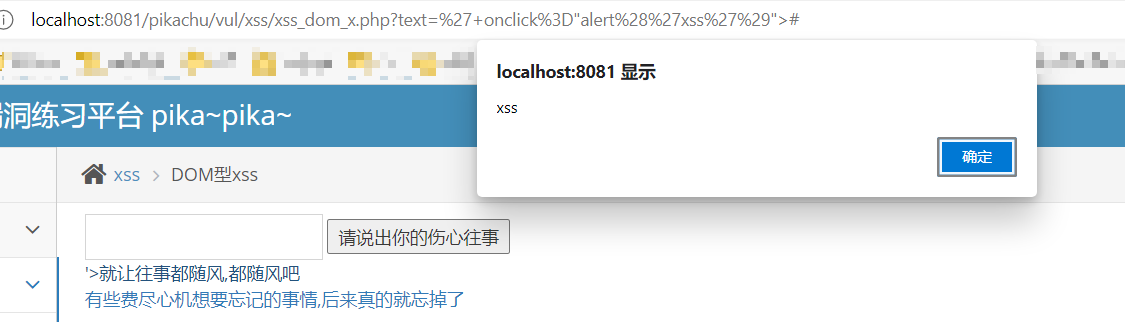 localhost:8081/pikachu/vul/xss/xss_dom_x.php?text=%27+onclick%3D"alert%28%27xss%27%29">#
localhost:8081 显示
xss
确定
洞练习平台 pika~pika~
xss > DOM型xss
请说出你的伤心往事
'>就让往事都随风,都随风吧
有些费尽心机想要忘记的事情,后来真的就忘掉了